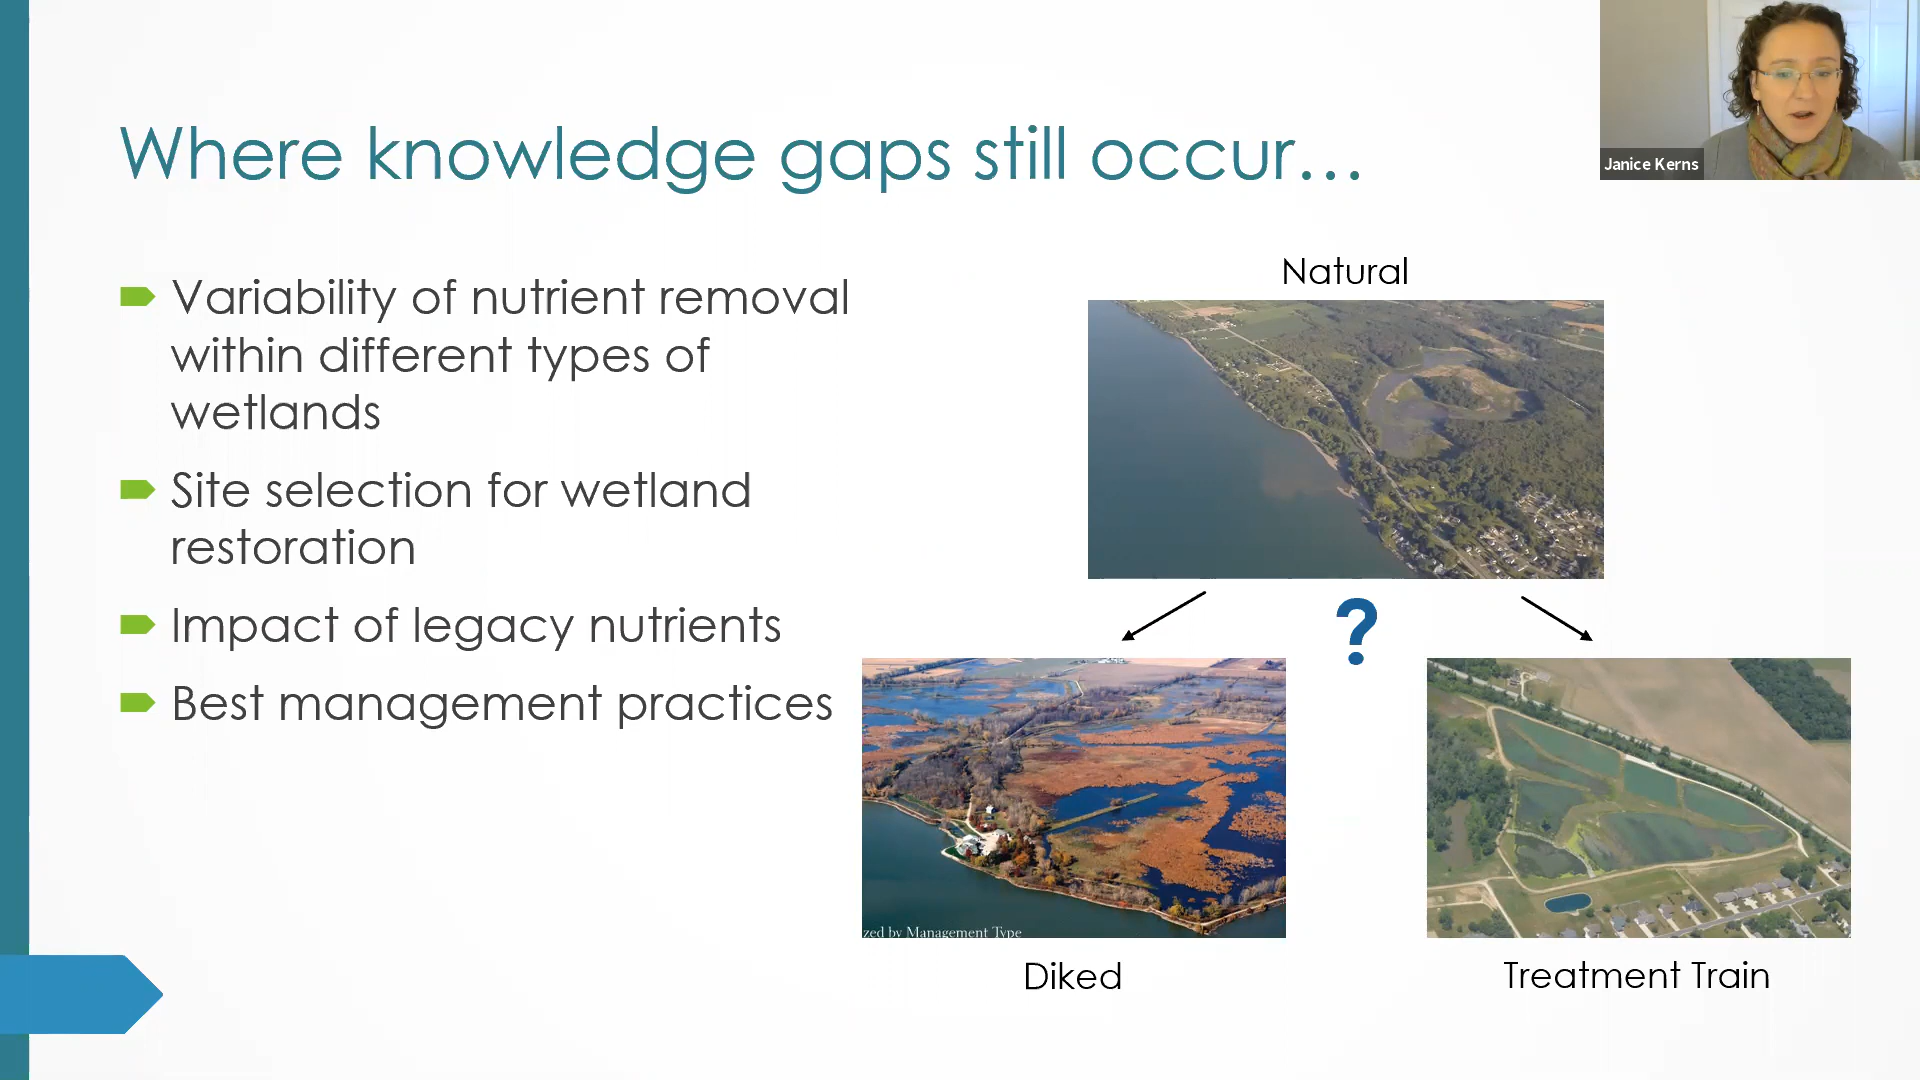 Janice Kerns
Where knowledge gaps still occur...
Variability of nutrient removal
within different types of
wetlands
Site selection for wetland
restoration
Impact of legacy nutrients
Best management practices
Natural
?
zed by Management Type
Diked
Treatment Train